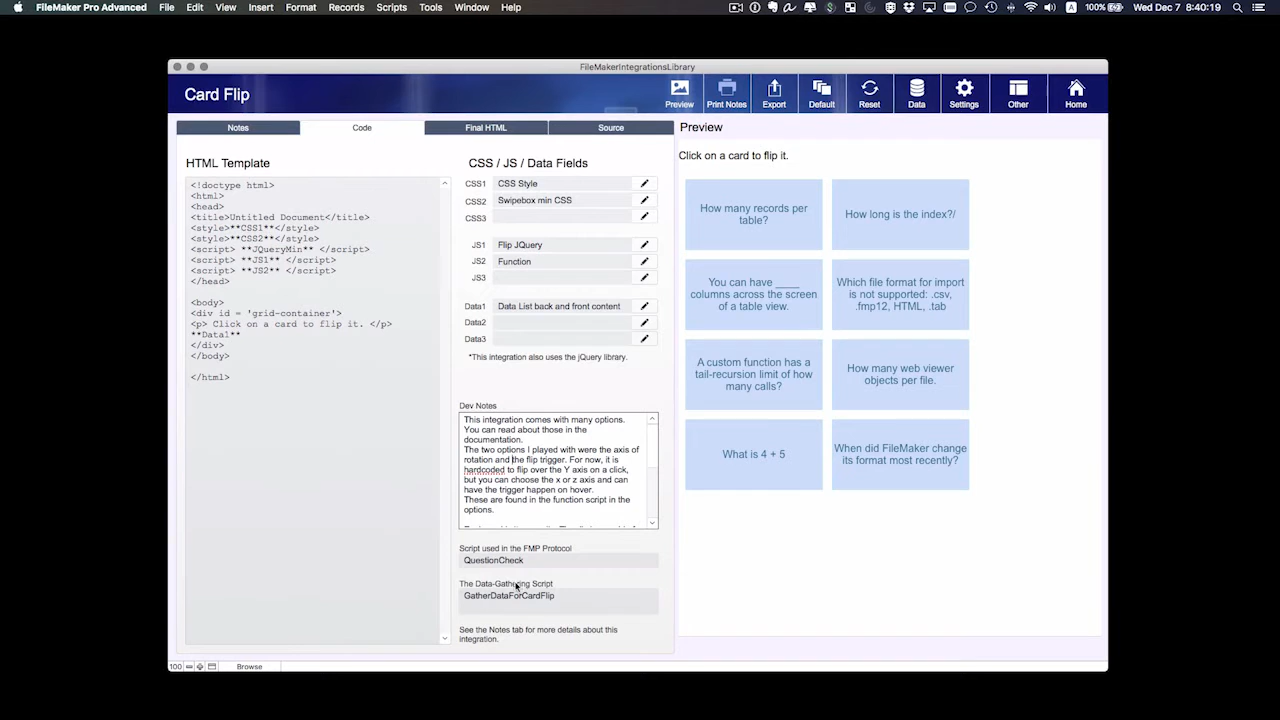 FileMaker Pro Advanced File Edit View Insert Format Records Scripts Tools Window Help
100% Wed Dec 7 8:40:19
FileMakerIntegrationsLibrary
Card Flip
Preview Print Notes Export Default Reset Data Settings Other Home
Notes Code Final HTML Source
HTML Template
<!doctype html>
<html>
<head>
<title>Untitled Document</title>
<style>**CSS1**</style>
<style>**CSS2**</style>
<script> **JQueryMin** </script>
<script> **JS1** </script>
<script> **JS2** </script>
</head>
<body>
<div id = 'grid-container'>
<p> Click on a card to flip it. </p>
**Data1**
</div>
</body>
</html>
CSS / JS / Data Fields
CSS1 CSS Style
CSS2 Swipebox min CSS
CSS3
JS1 Flip JQuery
JS2 Function
JS3
Data1 Data List back and front content
Data2
Data3
*This integration also uses the jQuery library.
Dev Notes
This integration comes with many options.
You can read about those in the
documentation.
The two options I played with were the axis of
rotation and the flip trigger. For now, it is
hardcoded to flip over the Y axis on a click,
but you can choose the x or z axis and can
have the trigger happen on hover.
These are found in the function script in the
options.
Script used in the FMP Protocol
QuestionCheck
The Data-Gathering Script
GatherDataForCardFlip
See the Notes tab for more details about this
integration.
Preview
Click on a card to flip it.
How many records per
table?
How long is the index?/
You can have ____
columns across the screen
of a table view.
Which file format for import
is not supported: .csv,
.fmp12, HTML, .tab
A custom function has a
tail-recursion limit of how
many calls?
How many web viewer
objects per file.
What is 4 + 5
When did FileMaker change
its format most recently?
100 Browse